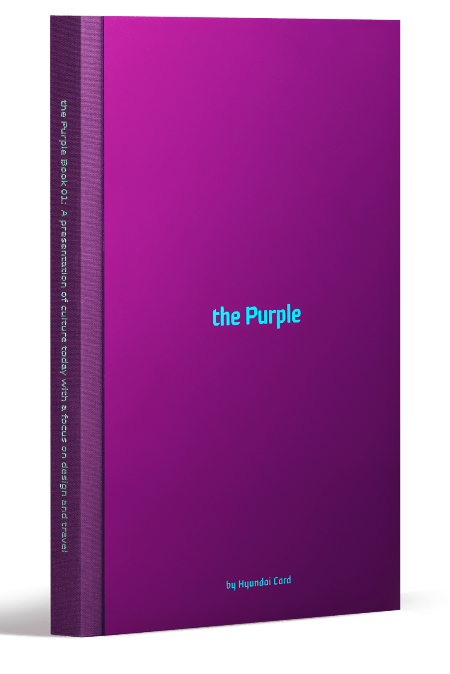 the Purple Book 01: A presentation of culture today with a focus on design and travel
the Purple
by Hyundai Card